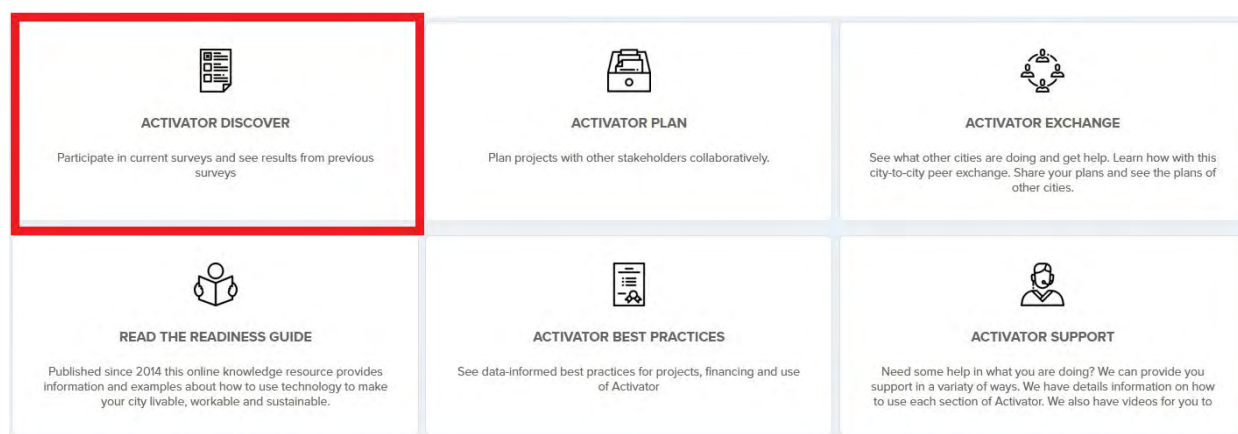 ACTIVATOR DISCOVER
Participate in current surveys and see results from previous
surveys
ACTIVATOR PLAN
Plan projects with other stakeholders collaboratively.
ACTIVATOR EXCHANGE
See what other cities are doing and get help. Learn how with this
city-to-city peer exchange. Share your plans and see the plans of
other cities.
READ THE READINESS GUIDE
Published since 2014 this online knowledge resource provides
information and examples about how to use technology to make
your city livable, workable and sustainable.
ACTIVATOR BEST PRACTICES
See data-informed best practices for projects, financing and use
of Activator
ACTIVATOR SUPPORT
Need some help in what you are doing? We can provide you
support in a variaty of ways. We have details information on how
to use each section of Activator. We also have videos for you to